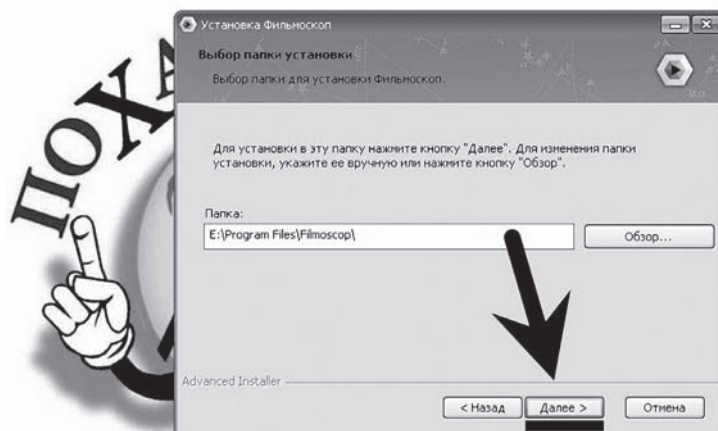 ПОХА
Установка Фильмоскоп
Выбор папки установки
Выбор папки для установки Фильмоскоп.
Для установки в эту папку нажмите кнопку "Далее". Для изменения папки
установки, укажите ее вручную или нажмите кнопку "Обзор".
Папка:
E:\Program Files\Filmoscop\
Обзор...
Advanced Installer
< Назад
Далее >
Отмена